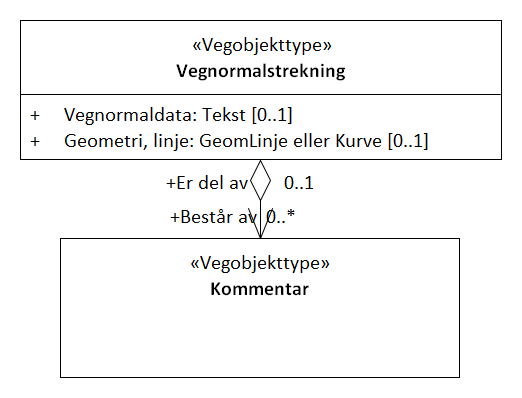 «Vegobjekttype»
Vegnormalstrekning
+ Vegnormaldata: Tekst [0..1]
+ Geometri, linje: GeomLinje eller Kurve [0..1]
+Er del av 0..1
+Består av 0..*
«Vegobjekttype»
Kommentar